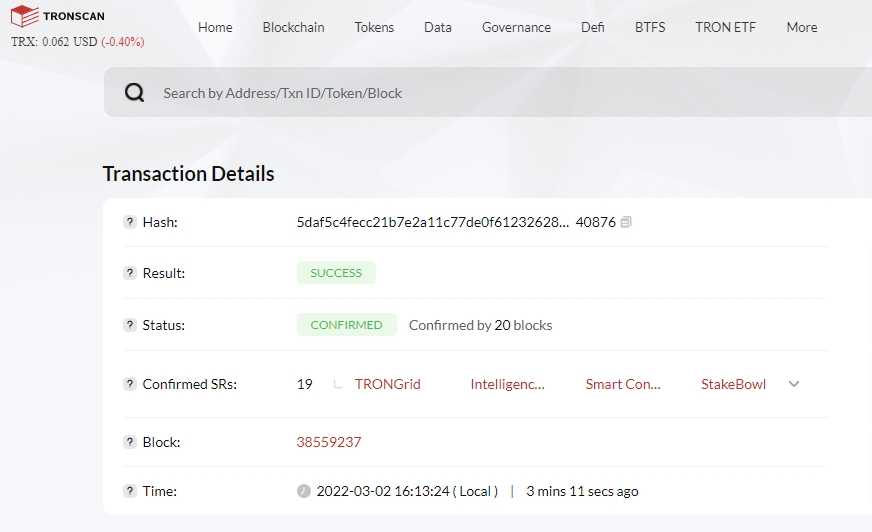 TRONSCAN
TRX: 0.062 USD (-0.40%)
Home Blockchain Tokens Data Governance Defi BTFS TRON ETF More
Search by Address/Txn ID/Token/Block
Transaction Details
? Hash: 5daf5c4fecc21b7e2a11c77de0f61232628... 40876
? Result: SUCCESS
? Status: CONFIRMED Confirmed by 20 blocks
? Confirmed SRs: 19 TRONGrid Intelligenc... Smart Con... StakeBowl
? Block: 38559237
? Time: 2022-03-02 16:13:24 ( Local ) | 3 mins 11 secs ago